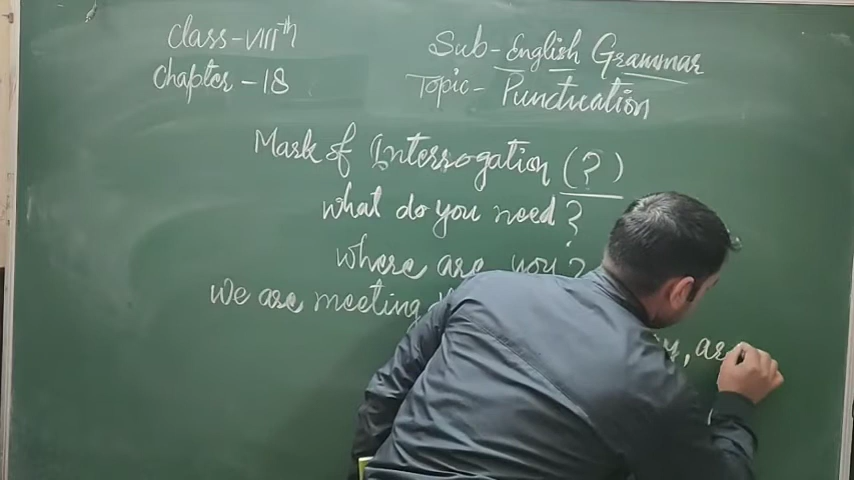 Class-VIIIth
Chapter-18
Sub-English Grammar
Topic- Punctuation
Mark of Interrogation (?)
what do you need?
where are you?
we are meeting
, are